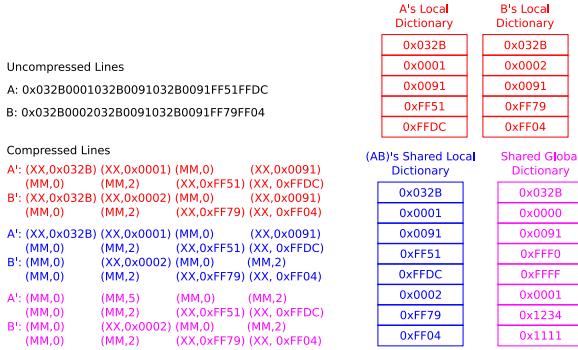 A's Local
Dictionary
B's Local
Dictionary
0x032B
0x0001
0x0091
0xFF51
0xFFDC
0x032B
0x0002
0x0091
0xFF79
0xFF04
Uncompressed Lines
A: 0x032B0001032B0091032B0091FF51FFDC
B: 0x032B0002032B0091032B0091FF79FF04
Compressed Lines
A': (XX,0x032B) (XX,0x0001) (MM,0) (XX,0x0091)
(MM,0) (MM,2) (XX,0xFF51) (XX, 0xFFDC)
B': (XX,0x032B) (XX,0x0002) (MM,0) (XX,0x0091)
(MM,0) (MM,2) (XX,0xFF79) (XX, 0xFF04)
A': (XX,0x032B) (XX,0x0001) (MM,0) (XX,0x0091)
(MM,0) (MM,2) (XX,0xFF51) (XX, 0xFFDC)
B': (MM,0) (XX,0x0002) (MM,0) (MM,2)
(MM,0) (MM,2) (XX,0xFF79) (XX, 0xFF04)
A': (MM,0) (MM,5) (MM,0) (MM,2)
(MM,0) (MM,2) (XX,0xFF51) (XX, 0xFFDC)
B': (MM,0) (XX,0x0002) (MM,0) (MM,2)
(MM,0) (MM,2) (XX,0xFF79) (XX, 0xFF04)
(AB)'s Shared Local
Dictionary
0x032B
0x0001
0x0091
0xFF51
0xFFDC
0x0002
0xFF79
0xFF04
Shared Globa
Dictionary
0x032B
0x0000
0x0091
0xFFF0
0xFFFF
0x0001
0x1234
0x1111